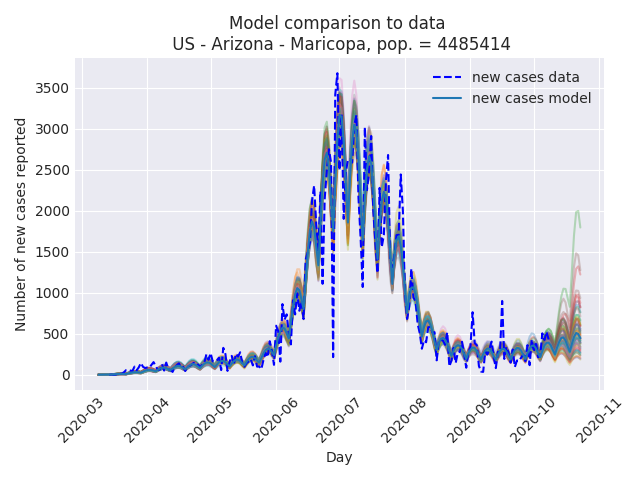 Model comparison to data
US - Arizona - Maricopa, pop. = 4485414
new cases data
new cases model
Number of new cases reported
3500
3000
2500
2000
1500
1000
500
0
2020-03
2020-04
2020-05
2020-06
2020-07
2020-08
2020-09
2020-10
2020-11
Day